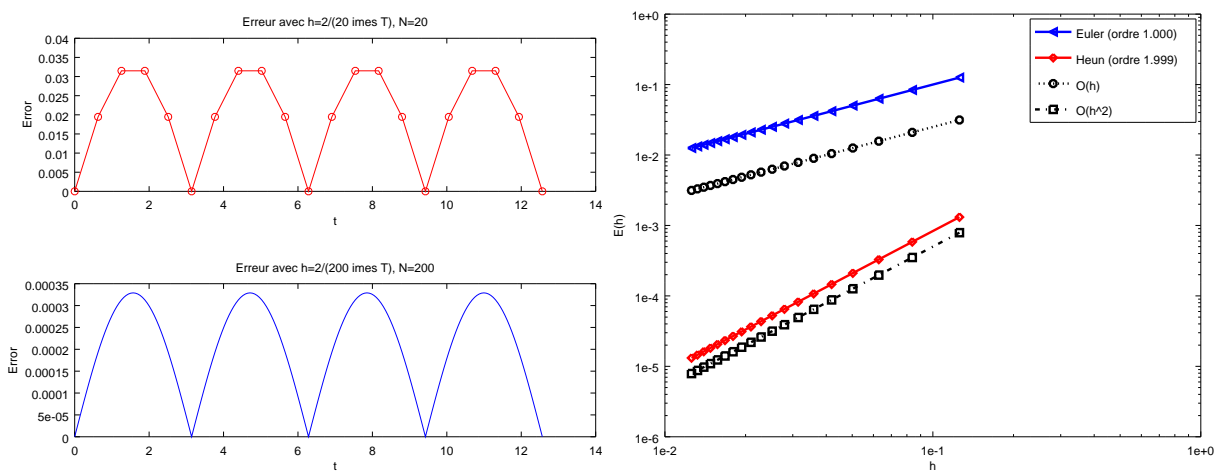 Erreur avec h=2/(20 imes T), N=20
0.04
0.035
0.03
0.025
0.02
0.015
0.01
0.005
0
Error
0 2 4 6 8 10 12 14
t
Erreur avec h=2/(200 imes T), N=200
0.00035
0.0003
0.00025
0.0002
0.00015
0.0001
5e-05
0
Error
0 2 4 6 8 10 12 14
t
1e+0
1e-1
1e-2
1e-3
1e-4
1e-5
1e-6
E(h)
1e-2 1e-1 1e+0
h
Euler (ordre 1.000)
Heun (ordre 1.999)
O(h)
O(h^2)